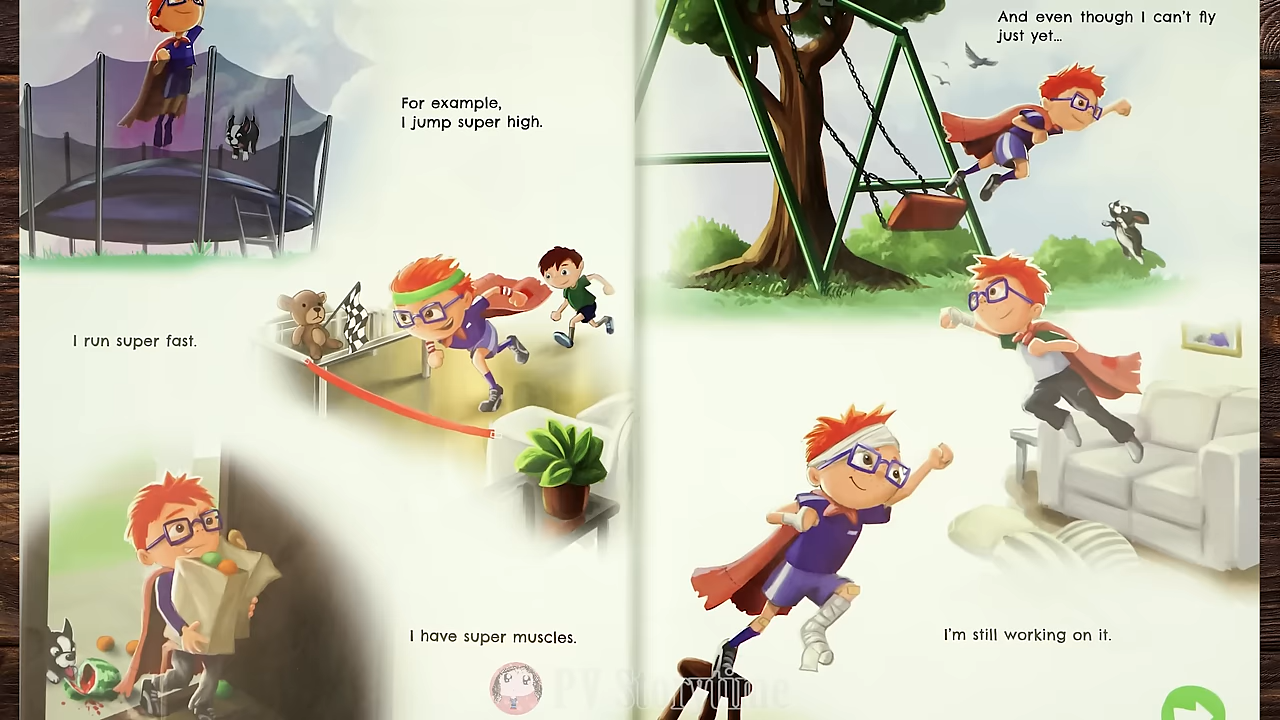 For example,
I jump super high.
I run super fast.
I have super muscles.
And even though I can't fly
just yet...
I'm still working on it.
Storytime